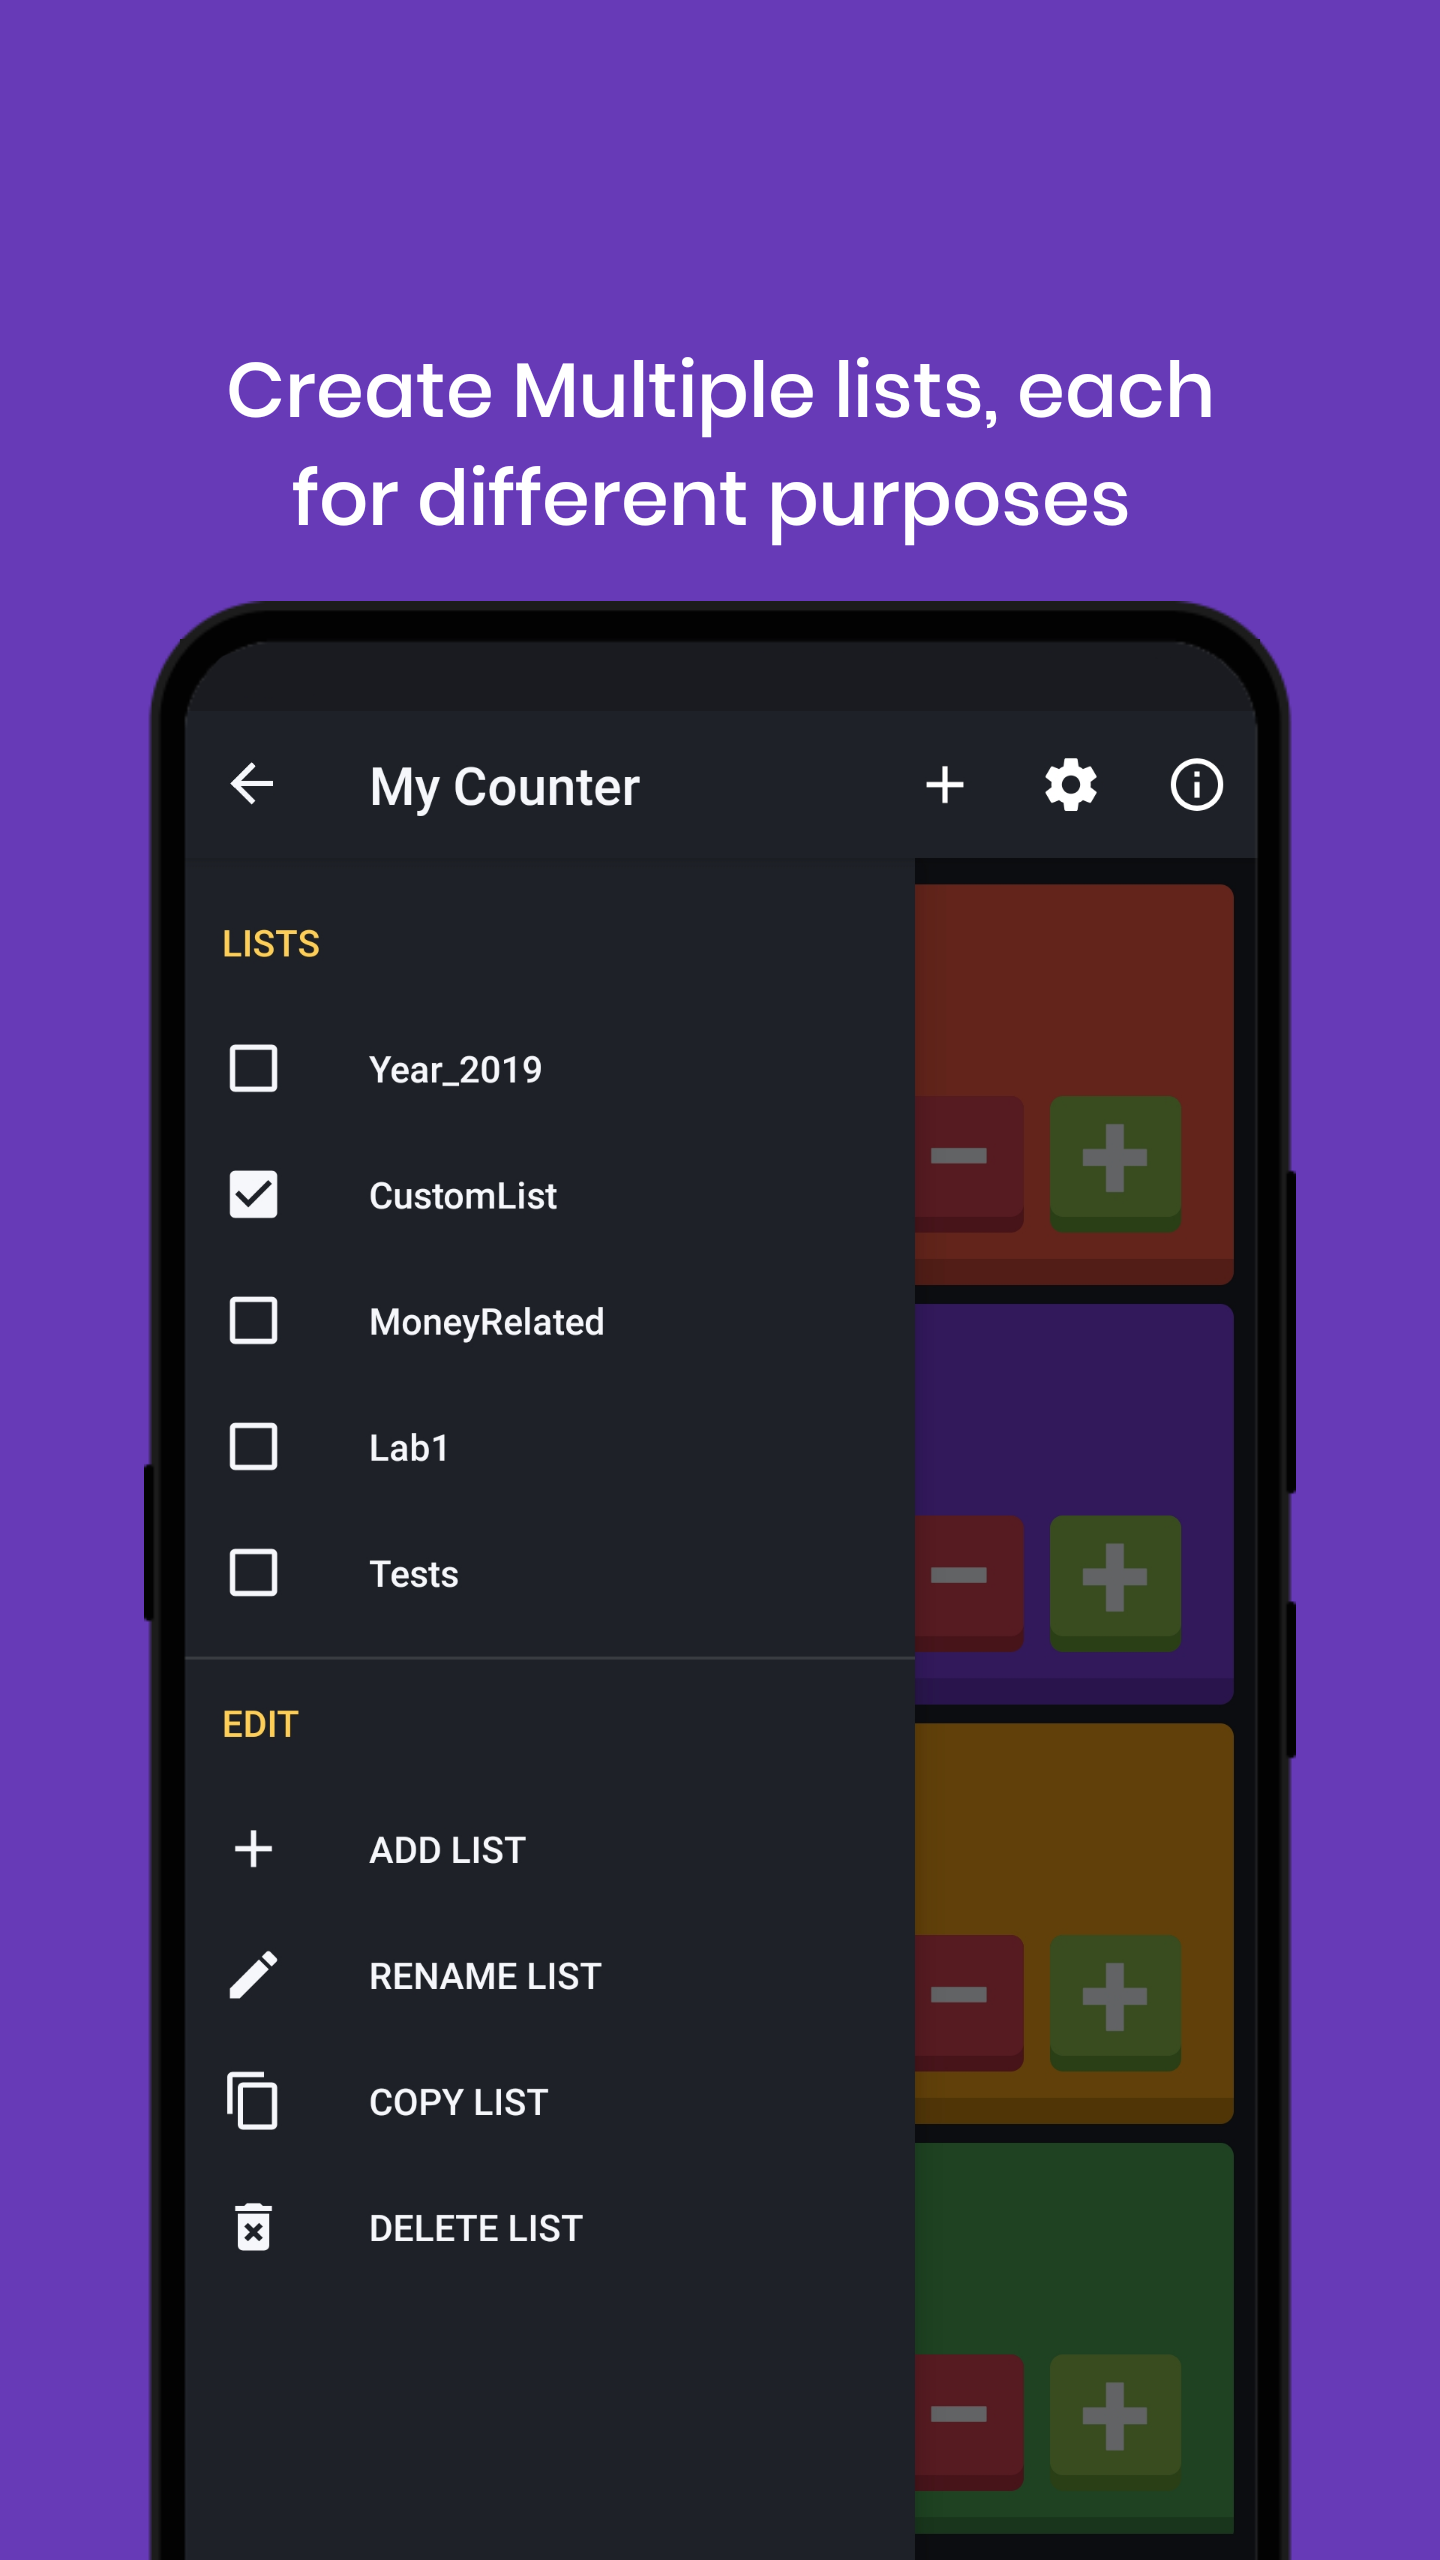 Create Multiple lists, each
for different purposes
My Counter
LISTS
Year_2019
CustomList
MoneyRelated
Lab1
Tests
EDIT
ADD LIST
RENAME LIST
COPY LIST
DELETE LIST